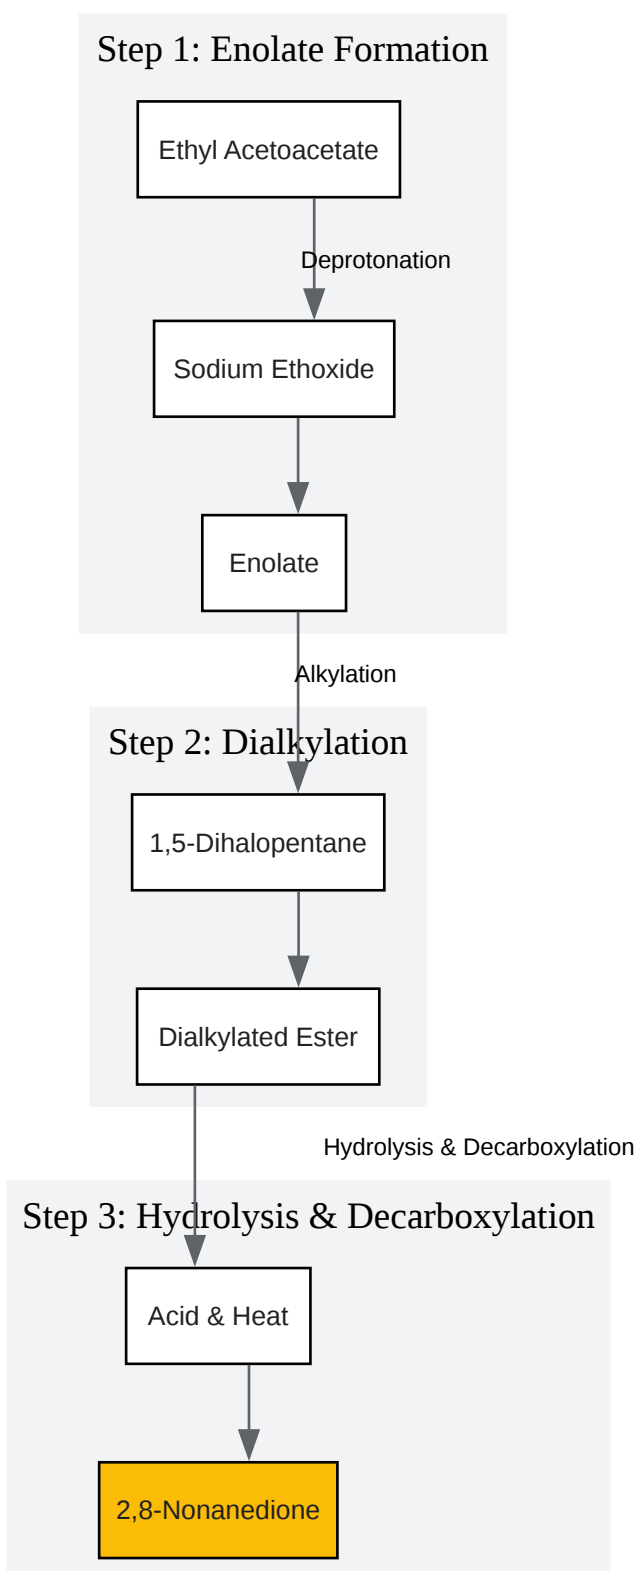 Step 1: Enolate Formation
Ethyl Acetoacetate
Deprotonation
Sodium Ethoxide
Enolate
Alkylation
Step 2: Dialkylation
1,5-Dihalopentane
Dialkylated Ester
Hydrolysis & Decarboxylation
Step 3: Hydrolysis & Decarboxylation
Acid & Heat
2,8-Nonanedione